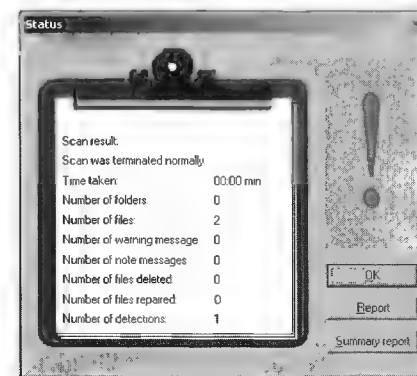 Status
Scan result:
Scan was terminated normally.
Time taken: 00:00 min
Number of folders 0
Number of files: 2
Number of warning message 0
Number of note messages 0
Number of files deleted: 0
Number of files repaired: 0
Number of detections: 1
OK
Report
Summary report